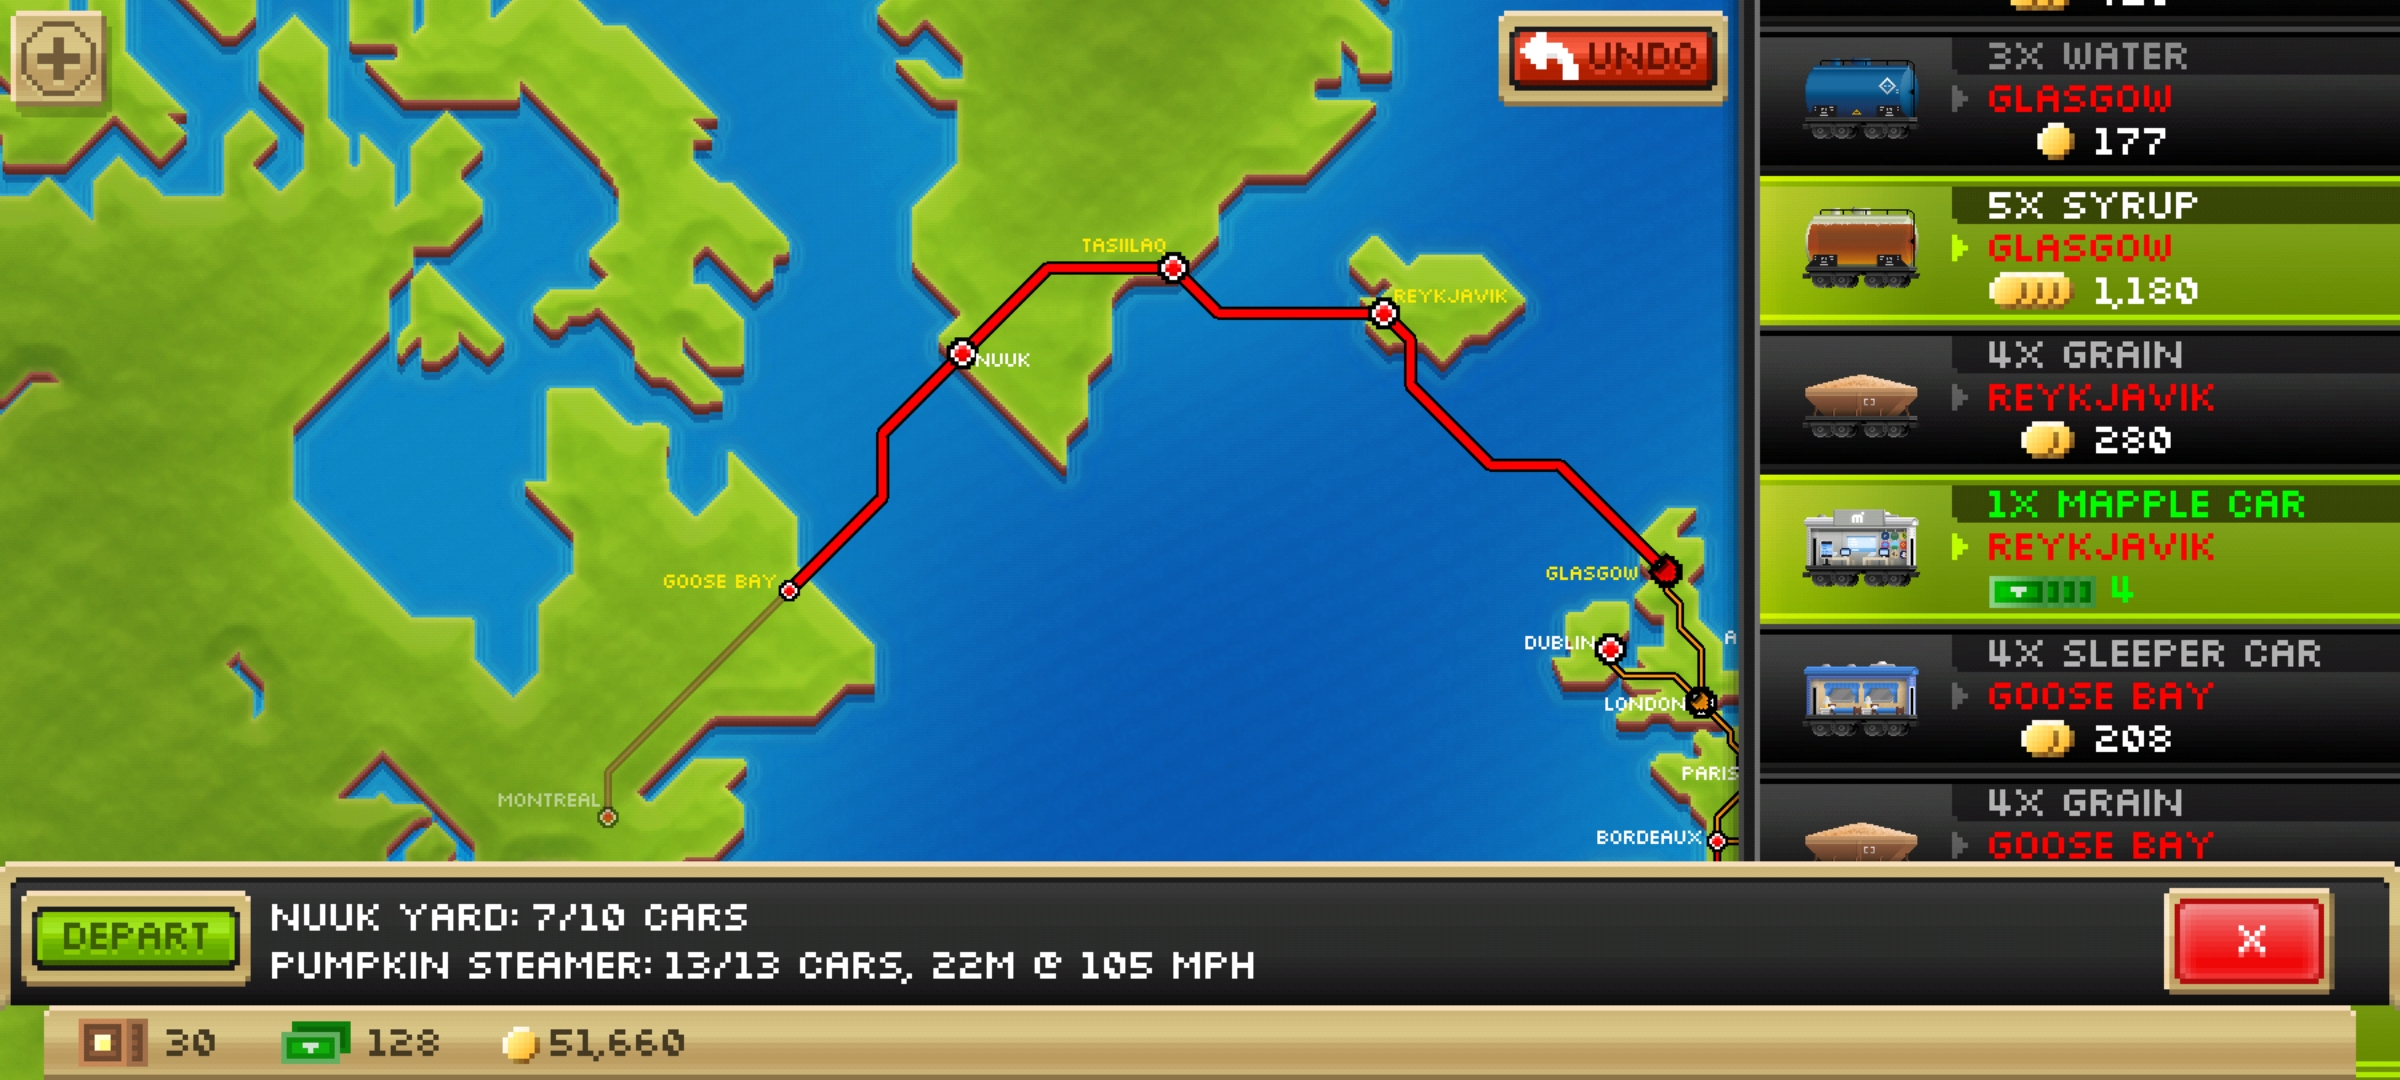 UNDO
TASIILAQ
REYKJAVIK
NUUK
GOOSE BAY
GLASGOW
DUBLIN
LONDON
PARIS
MONTREAL
BORDEAUX
3X WATER
GLASGOW
177
5X SYRUP
GLASGOW
1,180
4X GRAIN
REYKJAVIK
280
1X MAPPLE CAR
REYKJAVIK
4
4X SLEEPER CAR
GOOSE BAY
208
4X GRAIN
GOOSE BAY
DEPART
NUUK YARD: 7/10 CARS
PUMPKIN STEAMER: 13/13 CARS, 22M @ 105 MPH
X
30
128
51,660